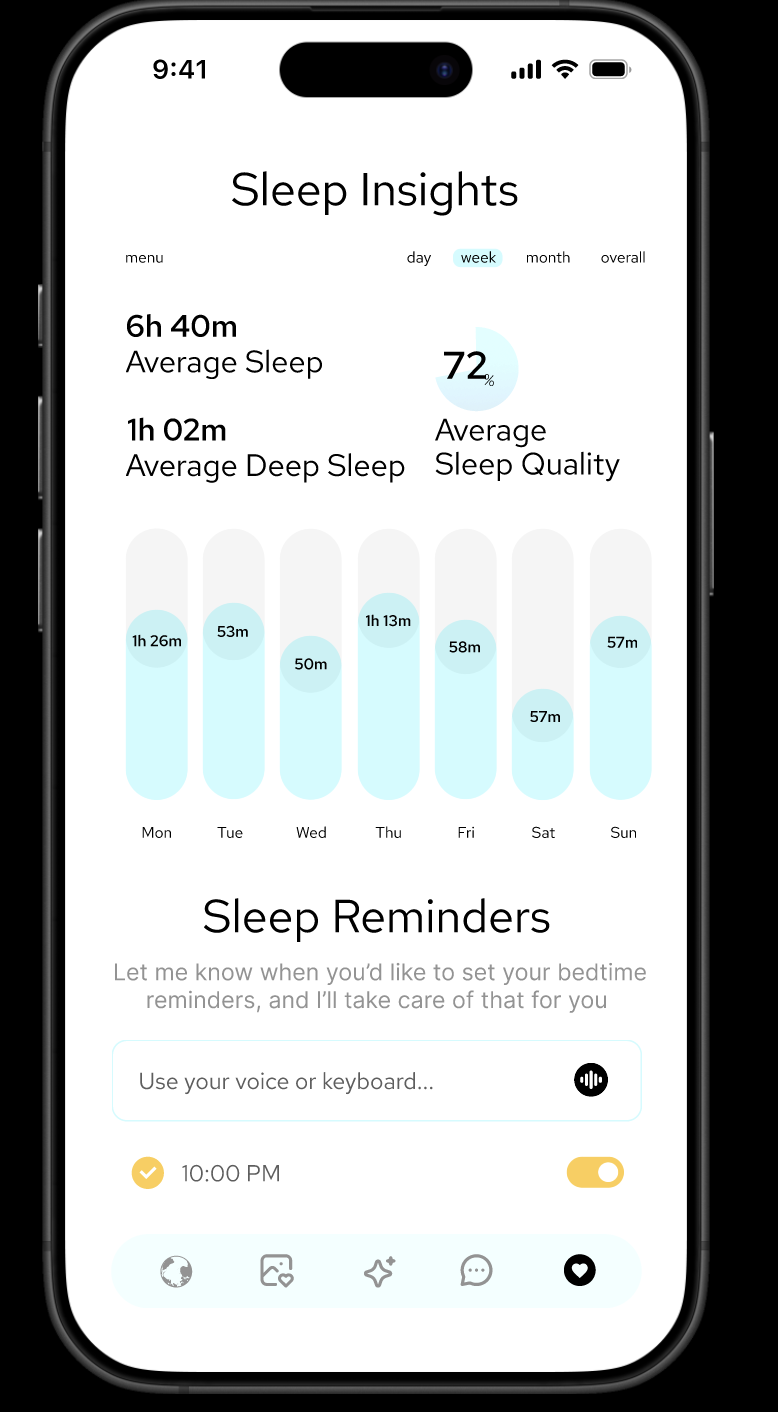 9:41
Sleep Insights
menu day week month overall
6h 40m
Average Sleep
72%
1h 02m
Average Deep Sleep
Average
Sleep Quality
1h 26m 53m 50m 1h 13m 58m 57m 57m
Mon Tue Wed Thu Fri Sat Sun
Sleep Reminders
Let me know when you’d like to set your bedtime
reminders, and I’ll take care of that for you
Use your voice or keyboard...
10:00 PM